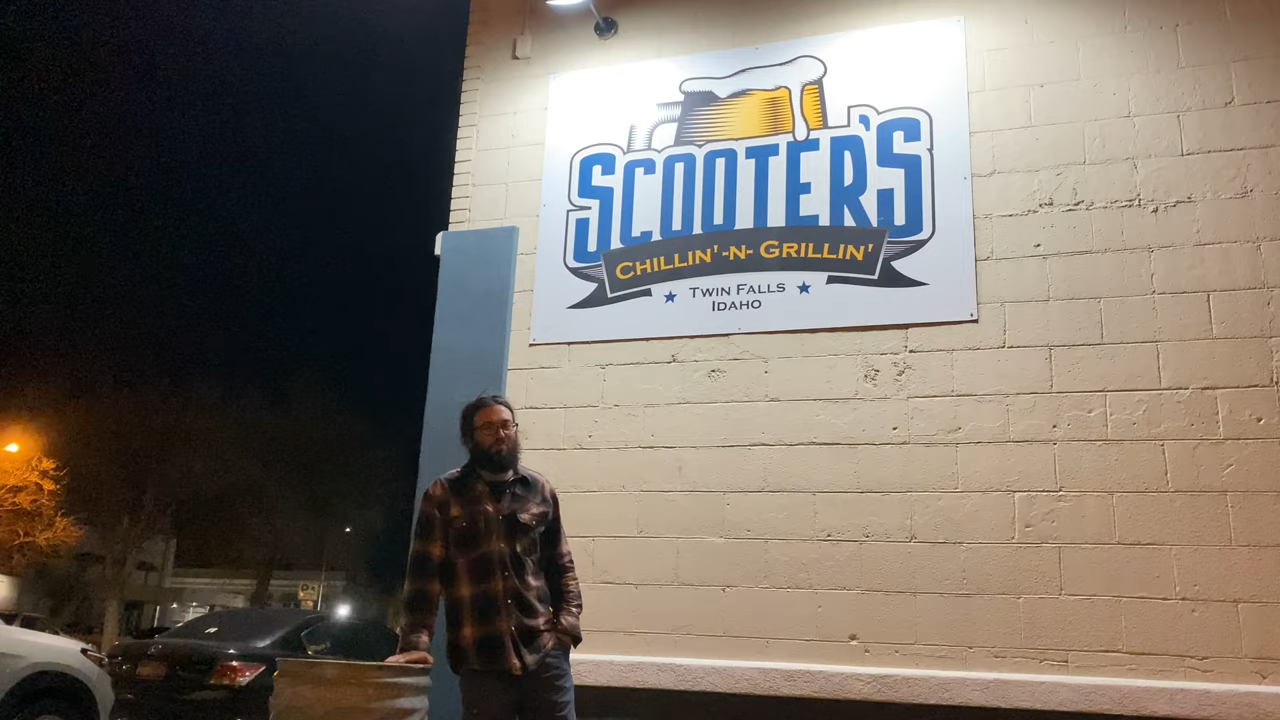 SCOOTER'S
CHILLIN' -N- GRILLIN'
TWIN FALLS
IDAHO